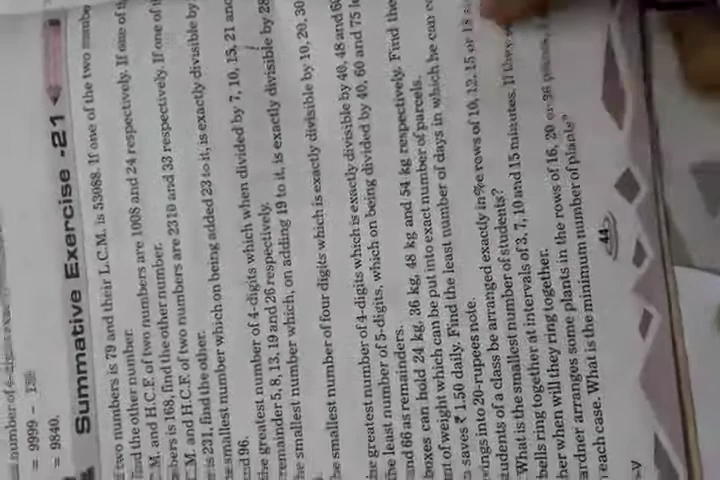 number of
= 9999 –
= 9840.
Summative Exercise -21
two numbers is 79 and their L.C.M. is 53088. If one of the two
find the other number.
M. and H.C.F. of two numbers are 1008 and 24 respectively. If one of
bers is 168, find the other number.
M. and H.C.F. of two numbers are 2310 and 33 respectively. If one of
is 231, find the other.
smallest number which on being added 23 to it, is exactly divisible by
nd 96.
the greatest number of 4-digits which when divided by 7, 10, 15, 21 and
remainder 5, 8, 13, 19 and 26 respectively.
he smallest number which, on adding 19 to it, is exactly divisible by 28
he smallest number of four digits which is exactly divisible by 10, 20, 30
he greatest number of 4-digits which is exactly divisible by 40, 48 and 60
he least number of 5-digits, which on being divided by 40, 60 and 75
and 66 as remainders.
boxes can hold 24 kg, 36 kg, 48 kg and 54 kg respectively. Find the
nt of weight which can be put into exact number of parcels.
saves ₹ 1.50 daily. Find the least number of days in which he can
vings into 20-rupees note.
tudents of a class be arranged exactly in rows of 10, 12, 15 or 18
What is the smallest number of students?
bells ring together at intervals of 3, 7, 10 and 15 minutes. If they
her when will they ring together.
ardner arranges some plants in the rows of 16, 20 or 36
each case. What is the minimum number of plants?
44